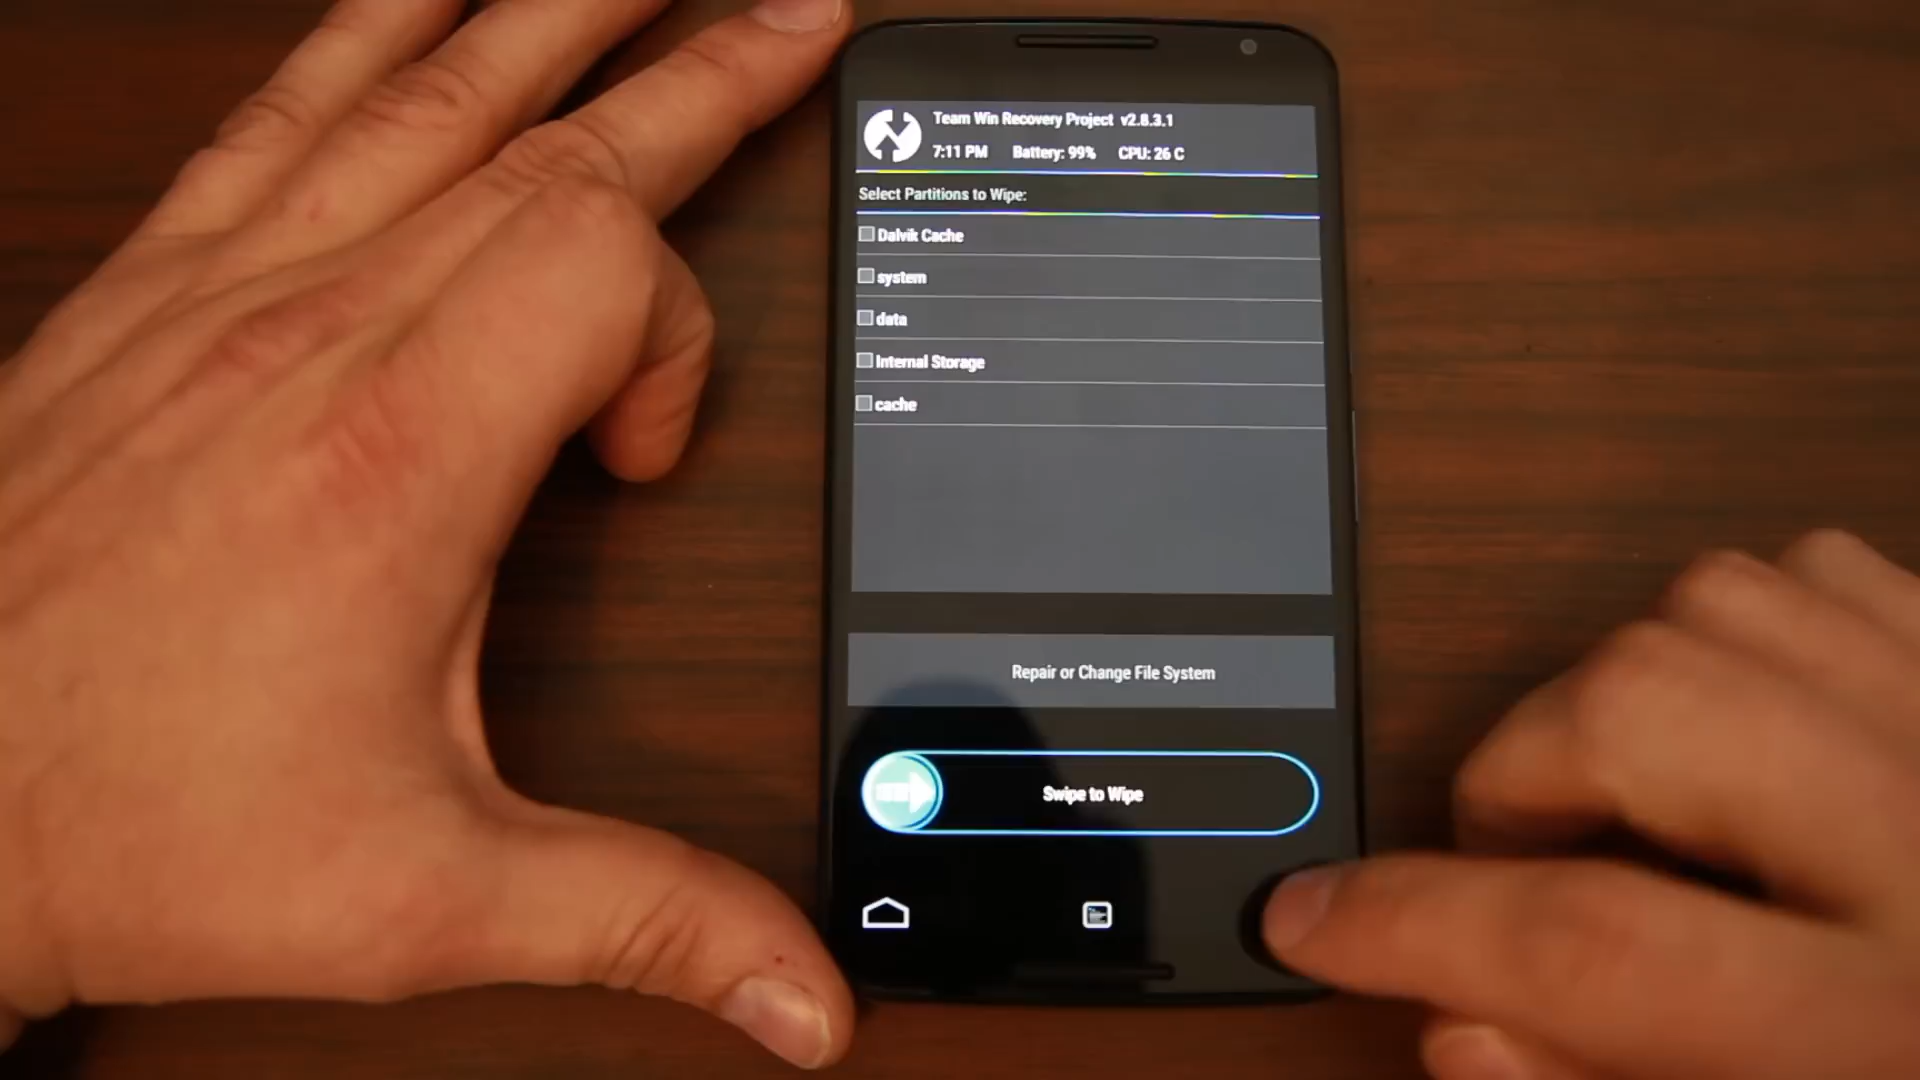 Team Win Recovery Project v2.8.3.1
7:11 PM Battery: 99% CPU: 26 C
Select Partitions to Wipe:
Dalvik Cache
system
data
Internal Storage
cache
Repair or Change File System
Swipe to Wipe